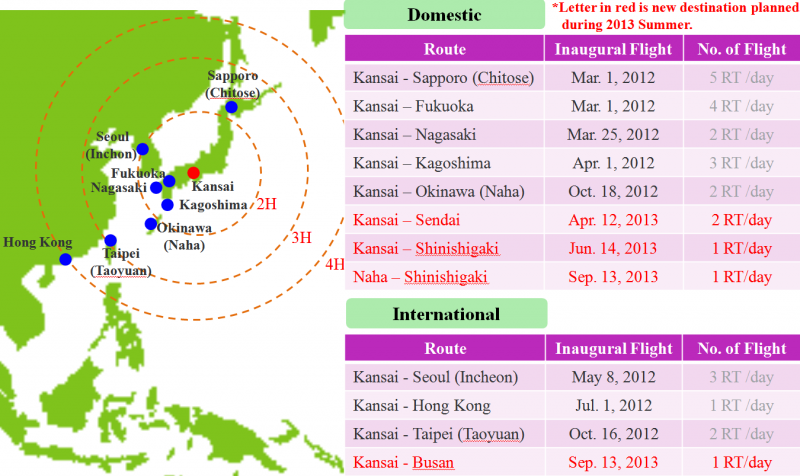 Sapporo
(Chitose)
Seoul
(Inchon)
Fukuoka
Nagasaki
Kansai
Kagoshima
2H
Okinawa
(Naha)
3H
Hong Kong
Taipei
(Taoyuan)
4H
Domestic
*Letter in red is new destination planned
during 2013 Summer.
Route Inaugural Flight No. of Flight
Kansai - Sapporo (Chitose) Mar. 1, 2012 5 RT /day
Kansai – Fukuoka Mar. 1, 2012 4 RT /day
Kansai – Nagasaki Mar. 25, 2012 2 RT /day
Kansai – Kagoshima Apr. 1, 2012 3 RT /day
Kansai – Okinawa (Naha) Oct. 18, 2012 2 RT /day
Kansai – Sendai Apr. 12, 2013 2 RT/day
Kansai – Shinishigaki Jun. 14, 2013 1 RT/day
Naha – Shinishigaki Sep. 13, 2013 1 RT/day
International
Route Inaugural Flight No. of Flight
Kansai - Seoul (Incheon) May 8, 2012 3 RT /day
Kansai - Hong Kong Jul. 1, 2012 1 RT /day
Kansai - Taipei (Taoyuan) Oct. 16, 2012 2 RT /day
Kansai - Busan Sep. 13, 2013 1 RT/day